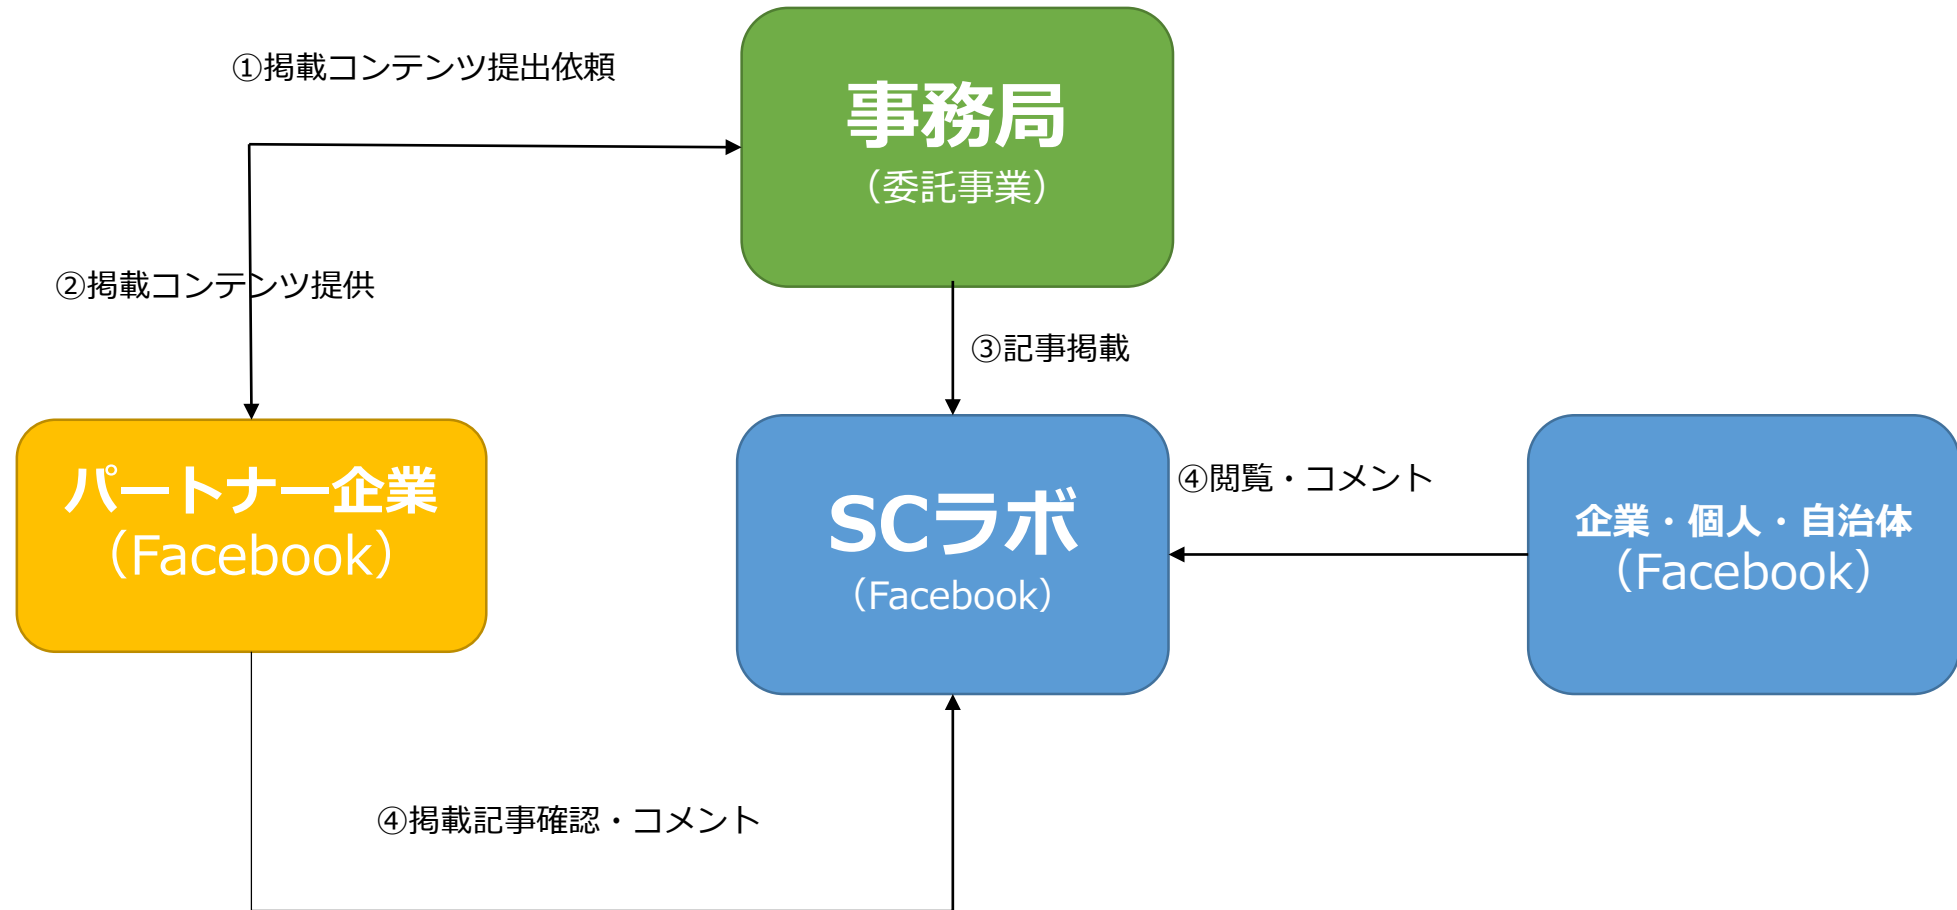 ①掲載コンテンツ提出依頼
事務局
（委託事業）
②掲載コンテンツ提供
③記事掲載
パートナー企業
（Facebook）
SCラボ
（Facebook）
④閲覧・コメント
企業・個人・自治体
（Facebook）
④掲載記事確認・コメント